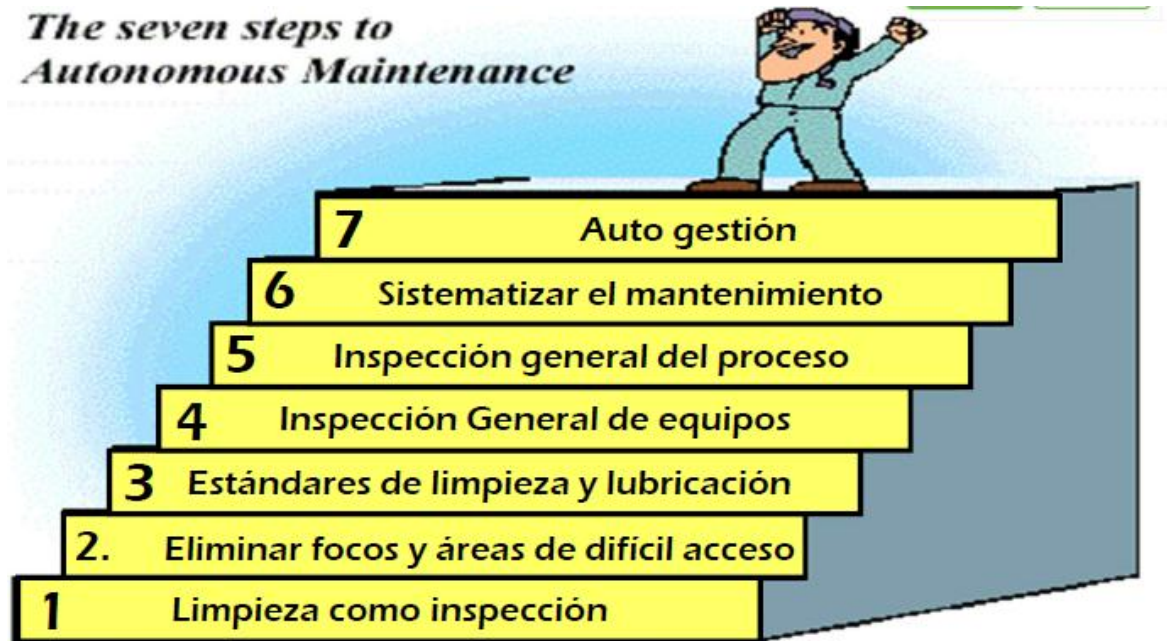 The seven steps to
Autonomous Maintenance
7 Auto gestión
6 Sistematizar el mantenimiento
5 Inspección general del proceso
4 Inspección General de equipos
3 Estándares de limpieza y lubricación
2. Eliminar focos y áreas de difícil acceso
1 Limpieza como inspección